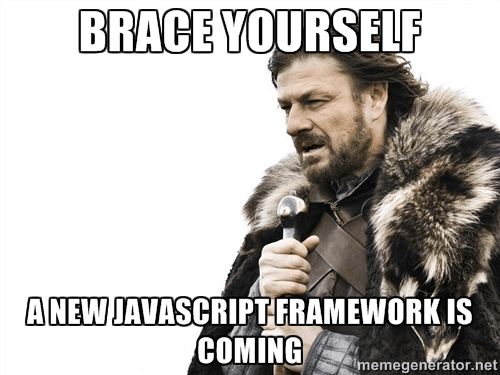 BRACE YOURSELF
A NEW JAVASCRIPT FRAMEWORK IS
COMING
memegenerator.net